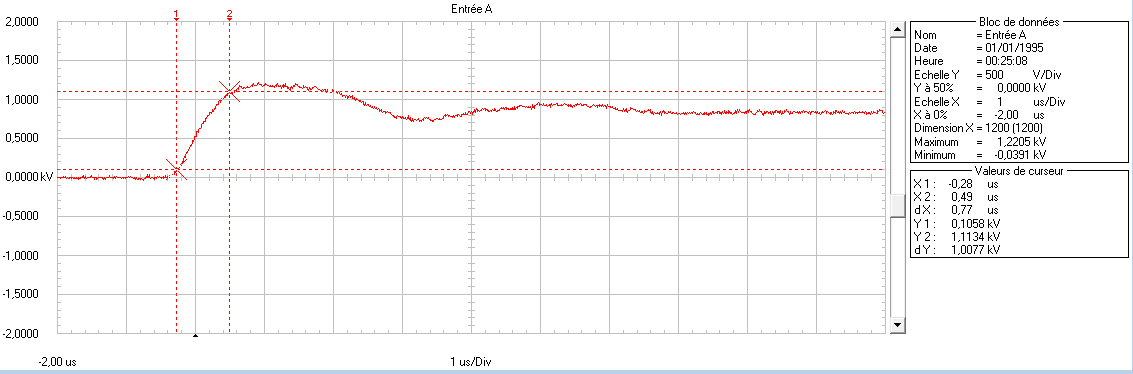 Entrée A
1 2
2,0000
1,5000
1,0000
0,5000
0,0000kV
-0,5000
-1,0000
-1,5000
-2,0000
-2,00 us
1 us/Div
Bloc de données
Nom = Entrée A
Date = 01/01/1995
Heure = 00:25:08
Echelle Y = 500 V/Div
Y à 50% = 0,0000 kV
Echelle X = 1 us/Div
X à 0% = -2,00 us
Dimension X = 1200 (1200)
Maximum = 1,2205 kV
Minimum = -0,0391 kV
Valeurs de curseur
X 1 : -0,28 us
X 2 : 0,49 us
d X : 0,77 us
Y 1 : 0,1058 kV
Y 2 : 1,1134 kV
d Y : 1,0077 kV